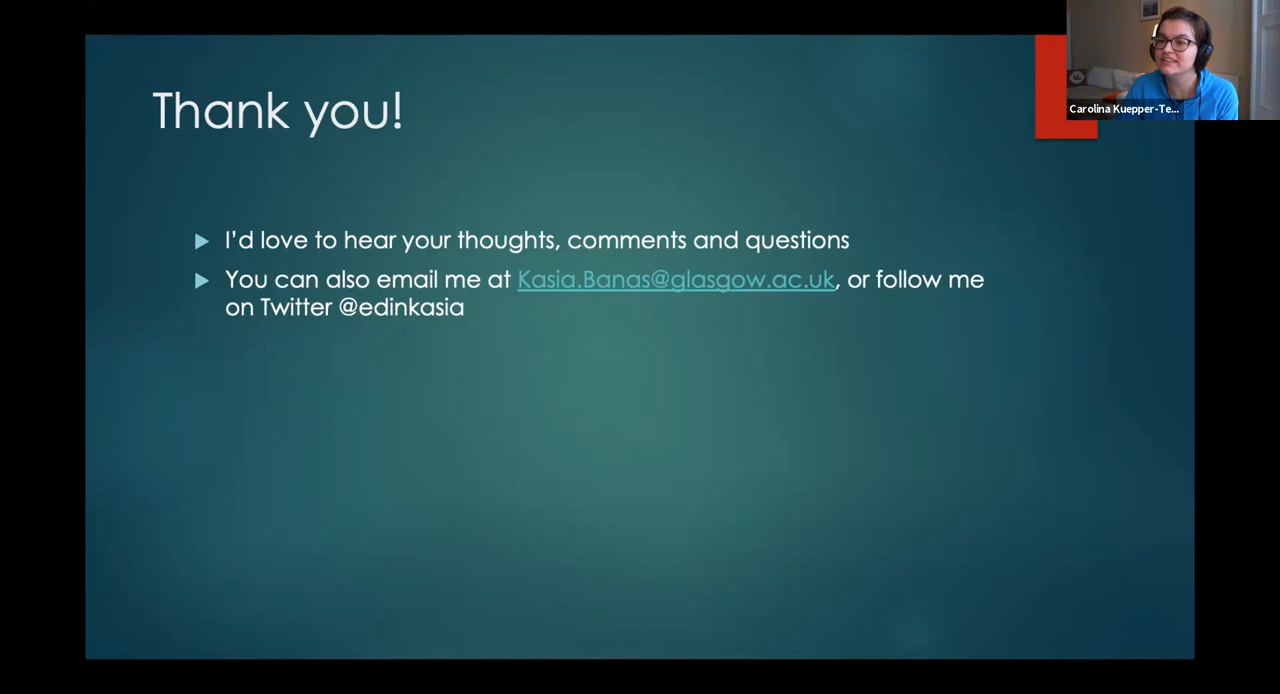 Thank you!
I’d love to hear your thoughts, comments and questions
You can also email me at Kasia.Banas@glasgow.ac.uk, or follow me
on Twitter @edinkasia
Carolina Kuepper-Te...